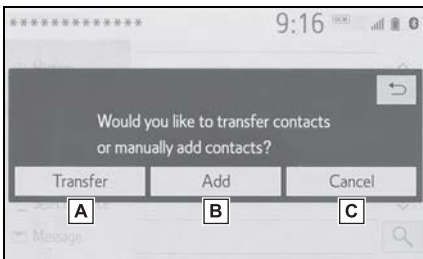 *************
9:16
Would you like to transfer contacts
or manually add contacts?
Transfer Add Cancel
A B C
Message